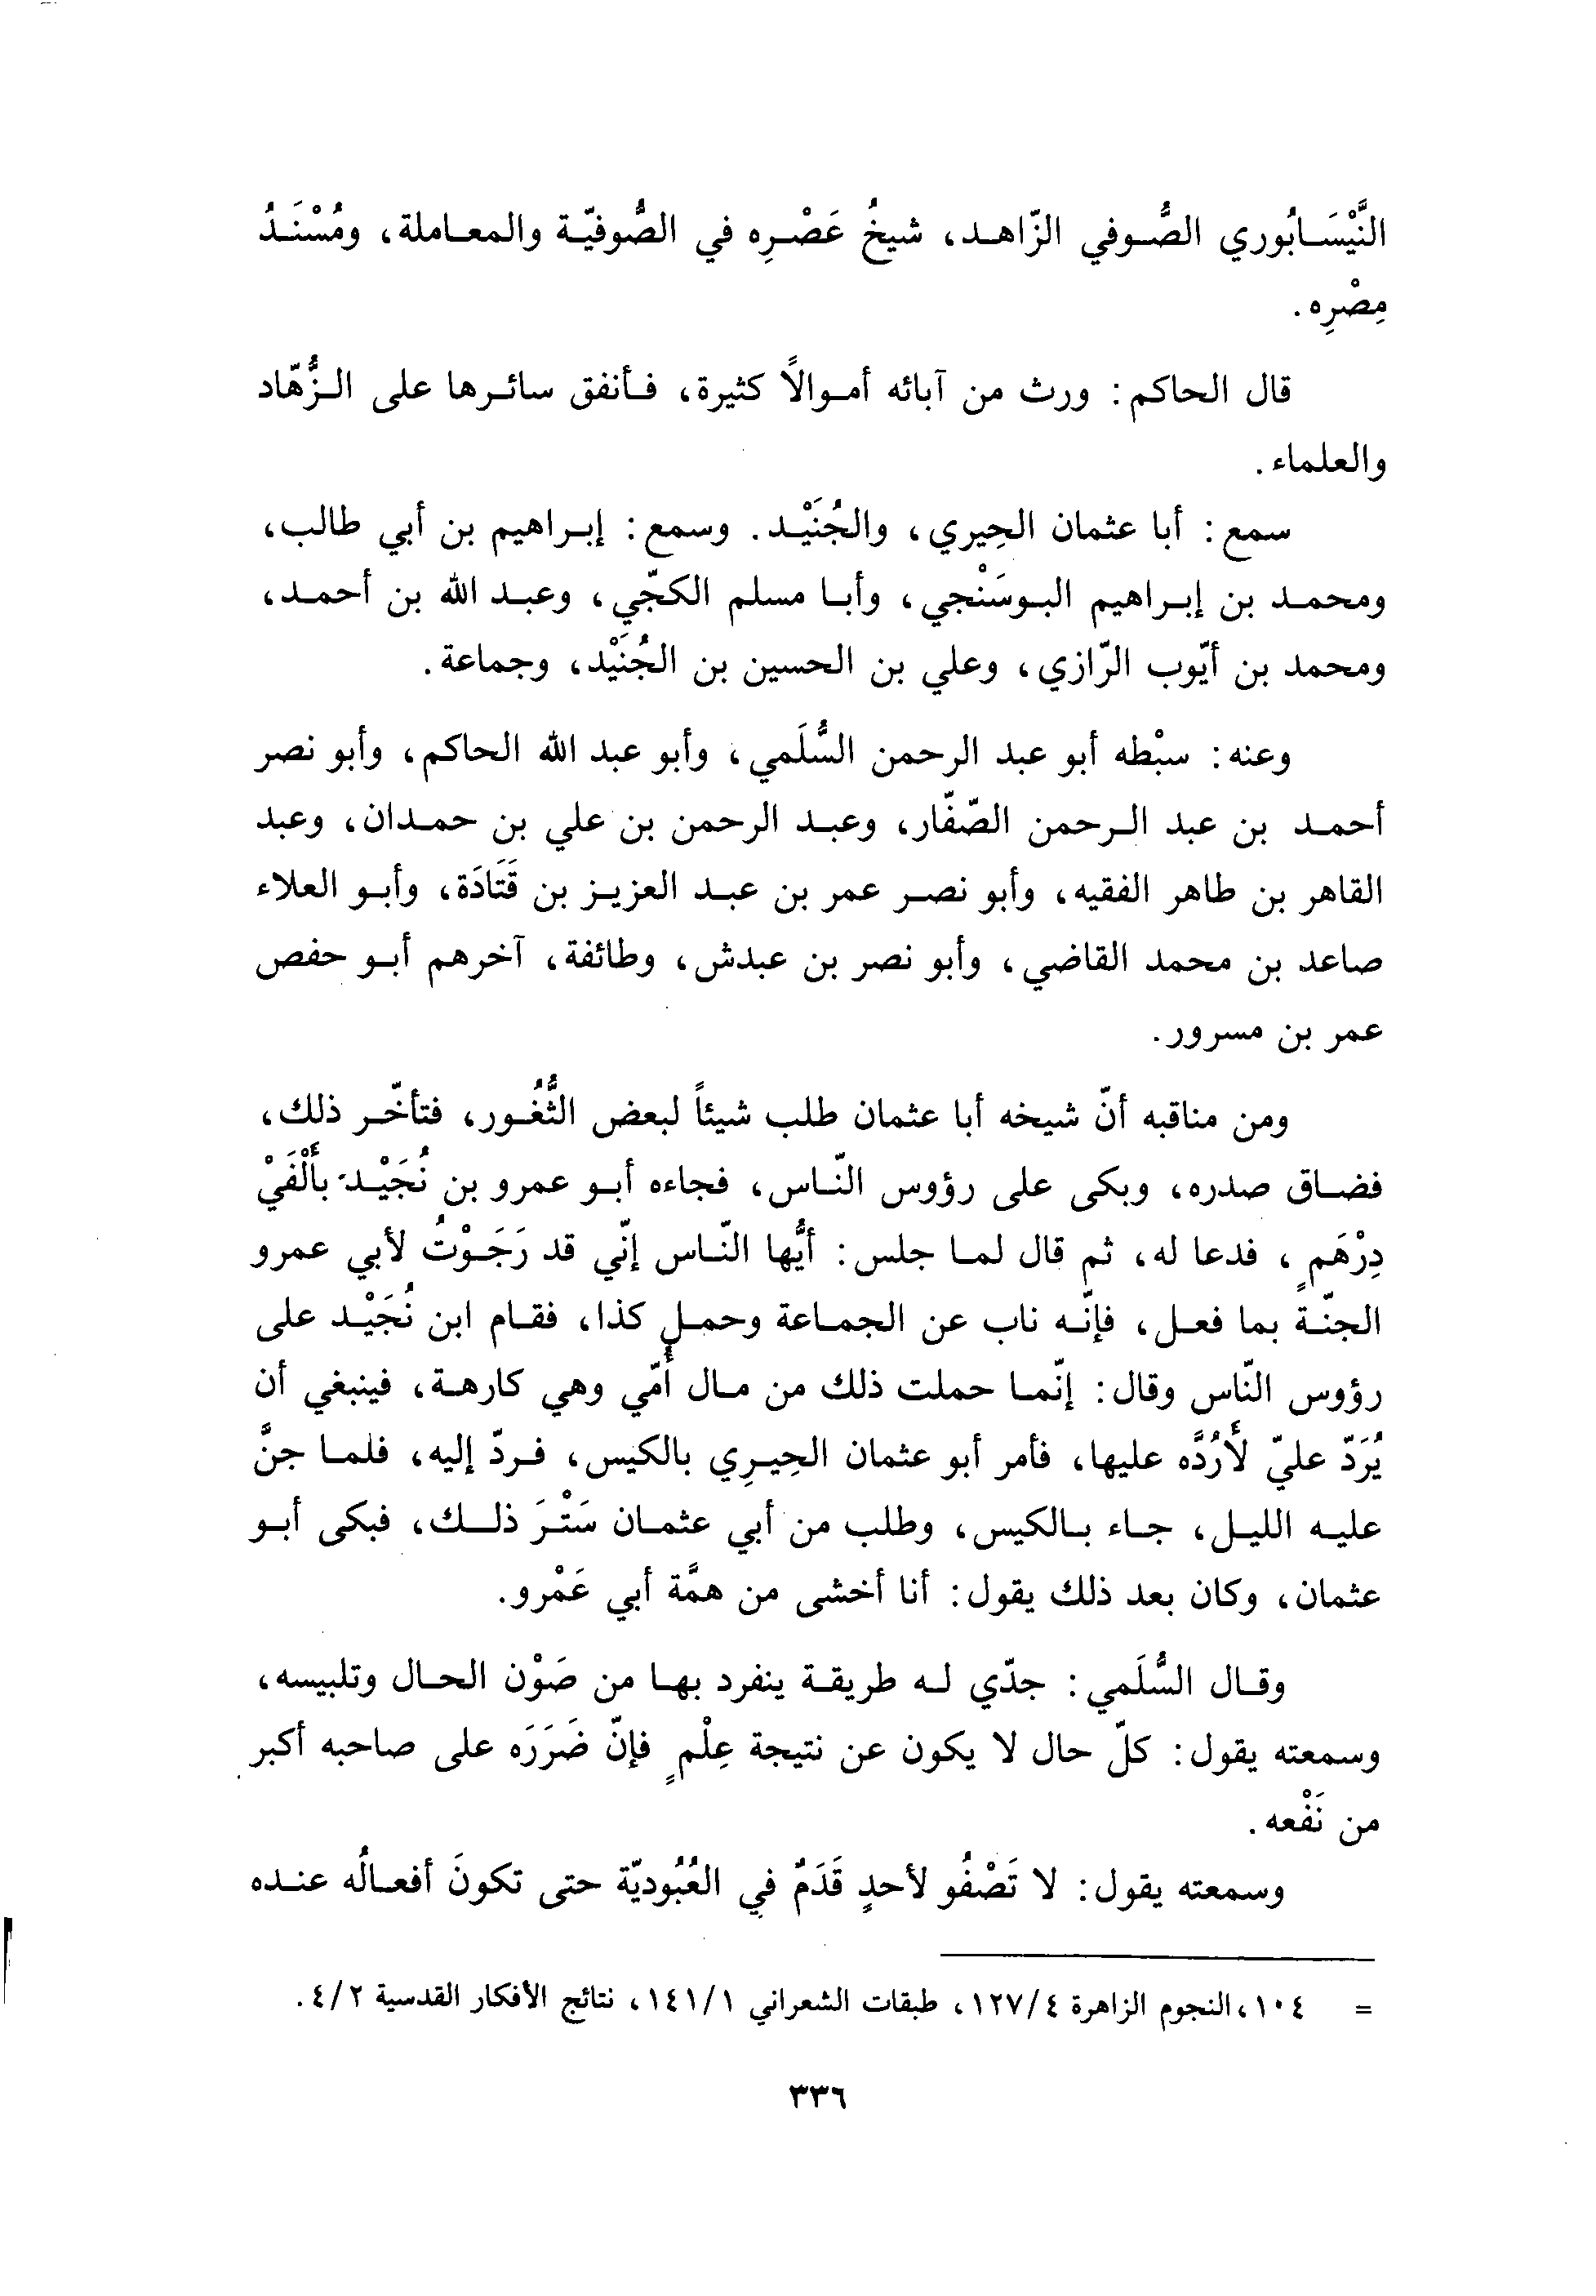 النَّيْسَابُوري الصُّوفي الزّاهد، شيخُ عَصْرِه في الصُّوفيّة والمعاملة، ومُسْنَدُ
مِصْرِه.
قال الحاكم: ورث من آبائه أموالاً كثيرة، فأنفق سائرها على الزُّهّاد
والعلماء.
سمع: أبا عثمان الحِيري، والجُنَيْد. وسمع: إبراهيم بن أبي طالب،
ومحمد بن إبراهيم البوسَنْجي، وأبا مسلم الكجّي، وعبد الله بن أحمد،
ومحمد بن أيّوب الرّازي، وعلي بن الحسين بن الجُنَيْد، وجماعة.
وعنه: سبْطه أبو عبد الرحمن السُّلَمي، وأبو عبد الله الحاكم، وأبو نصر
أحمد بن عبد الرحمن الصّفّار، وعبد الرحمن بن علي بن حمدان، وعبد
القاهر بن طاهر الفقيه، وأبو نصر عمر بن عبد العزيز بن قَتَادَة، وأبو العلاء
صاعد بن محمد القاضي، وأبو نصر بن عبدش، وطائفة، آخرهم أبو حفص
عمر بن مسرور.
ومن مناقبه أنّ شيخه أبا عثمان طلب شيئاً لبعض الثُّغُور، فتأخّر ذلك،
فضاق صدره، وبكى على رؤوس النّاس، فجاءه أبو عمرو بن نُجَيْد بأَلْفَيْ
دِرْهَمٍ، فدعا له، ثم قال لما جلس: أيُّها النّاس إنّي قد رَجَوْتُ لأبي عمرو
الجنّة بما فعل، فإنّه ناب عن الجماعة وحمل كذا، فقام ابن نُجَيْد على
رؤوس النّاس وقال: إنّما حملت ذلك من مال أُمّي وهي كارهة، فينبغي أن
يُرَدّ عليّ لأَرُدَّه عليها، فأمر أبو عثمان الحِيرِي بالكيس، فردّ إليه، فلما جنَّ
عليه الليل، جاء بالكيس، وطلب من أبي عثمان سَتْرَ ذلك، فبكى أبو
عثمان، وكان بعد ذلك يقول: أنا أخشى من همَّة أبي عَمْرو.
وقال السُّلَمي: جدّي له طريقة ينفرد بها من صَوْن الحال وتلبيسه،
وسمعته يقول: كلّ حال لا يكون عن نتيجة عِلْمٍ فإنّ ضَرَرَه على صاحبه أكبر
من نَفْعه.
وسمعته يقول: لا تَصْفُو لأحدٍ قَدَمٌ في العُبُوديّة حتى تكونَ أفعالُه عنده
= ١٠٤، النجوم الزاهرة ١٢٧/٤، طبقات الشعراني ١٤١/١، نتائج الأفكار القدسية ٤/٢.
٣٣٦